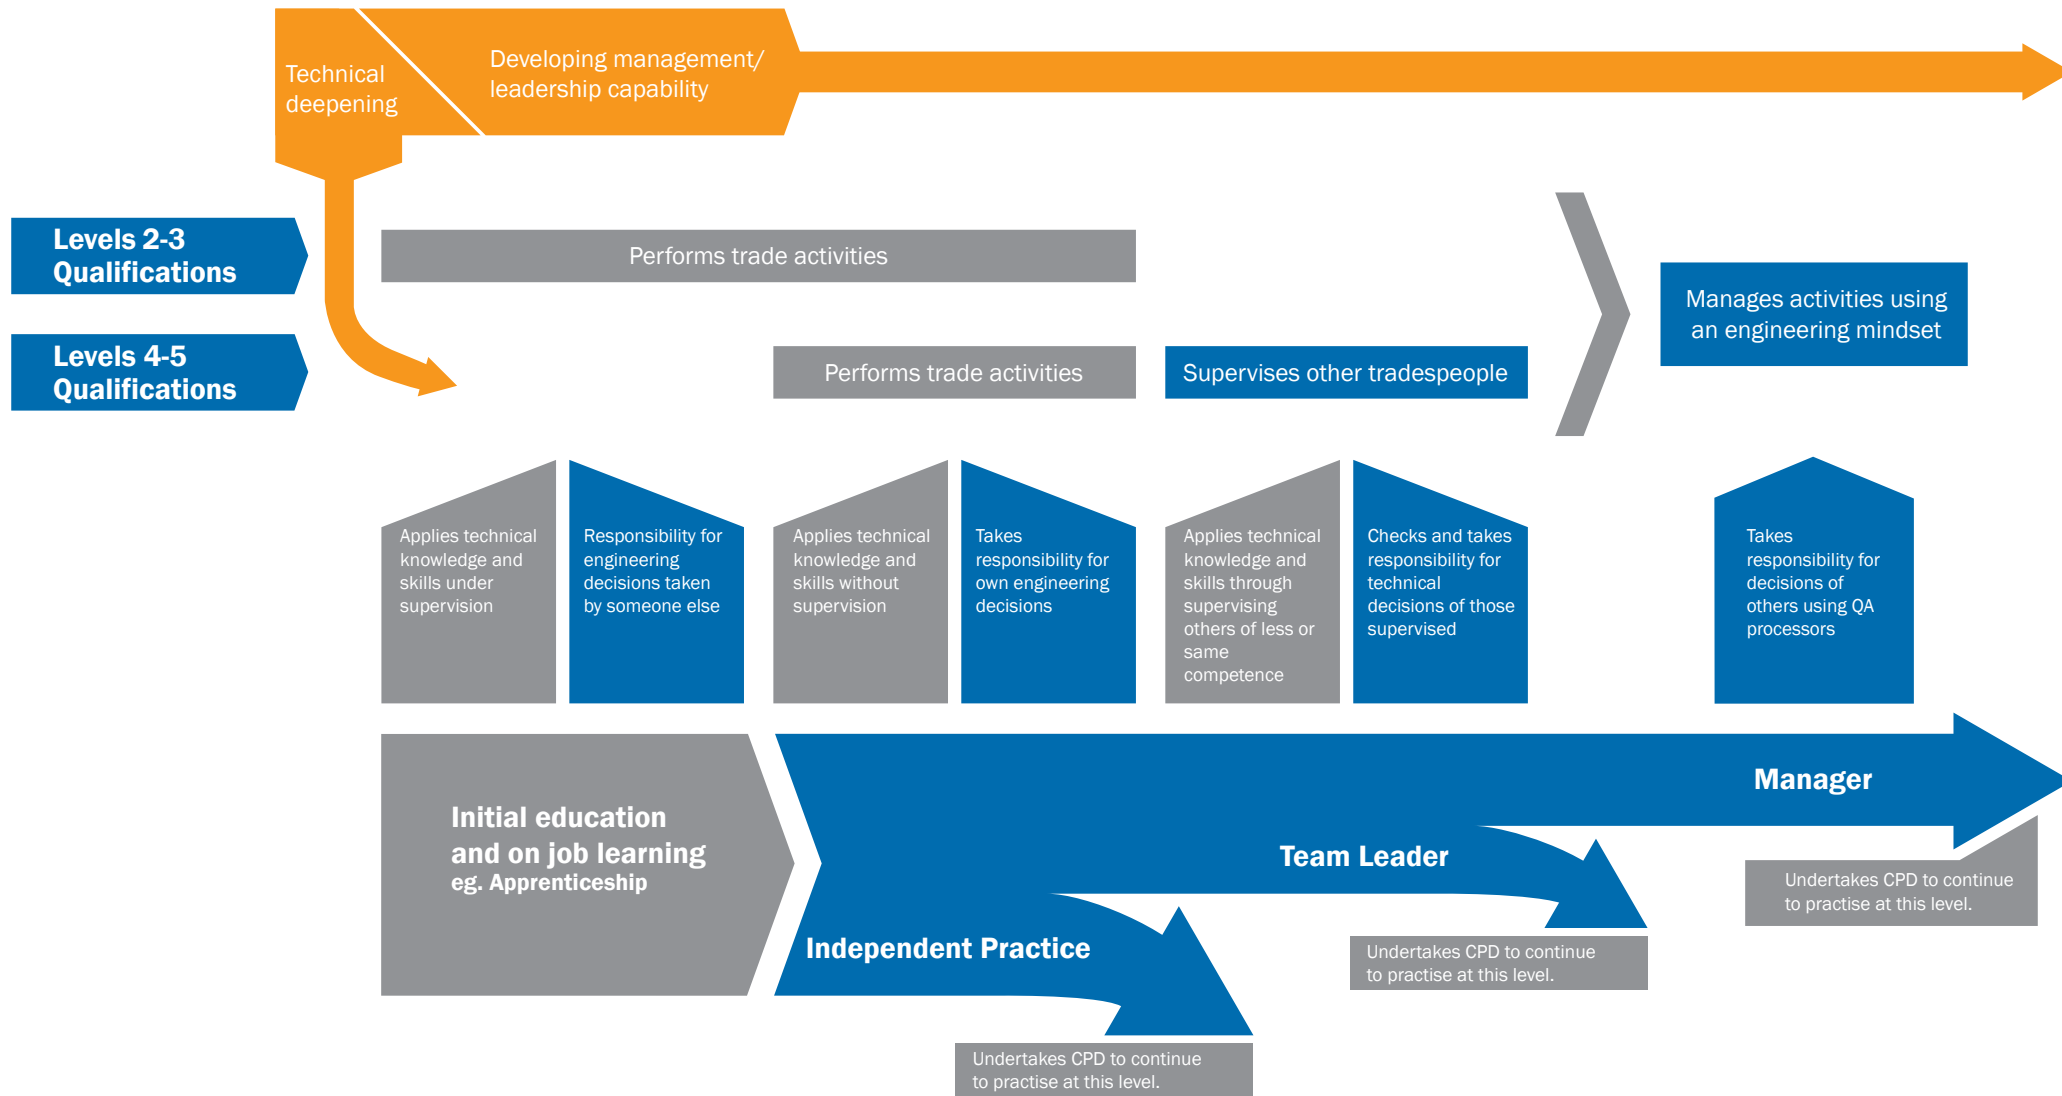 Technical
deepening
Developing management/
leadership capability
Levels 2-3
Qualifications
Performs trade activities
Manages activities using
an engineering mindset
Levels 4-5
Qualifications
Performs trade activities
Supervises other tradespeople
Applies technical
knowledge and
skills under
supervision
Responsibility for
engineering
decisions taken
by someone else
Applies technical
knowledge and
skills without
supervision
Takes
responsibility for
own engineering
decisions
Applies technical
knowledge and
skills through
supervising
others of less or
same
competence
Checks and takes
responsibility for
technical
decisions of those
supervised
Takes
responsibility for
decisions of
others using QA
processors
Initial education
and on job learning
eg. Apprenticeship
Manager
Team Leader
Independent Practice
Undertakes CPD to continue
to practise at this level.
Undertakes CPD to continue
to practise at this level.
Undertakes CPD to continue
to practise at this level.